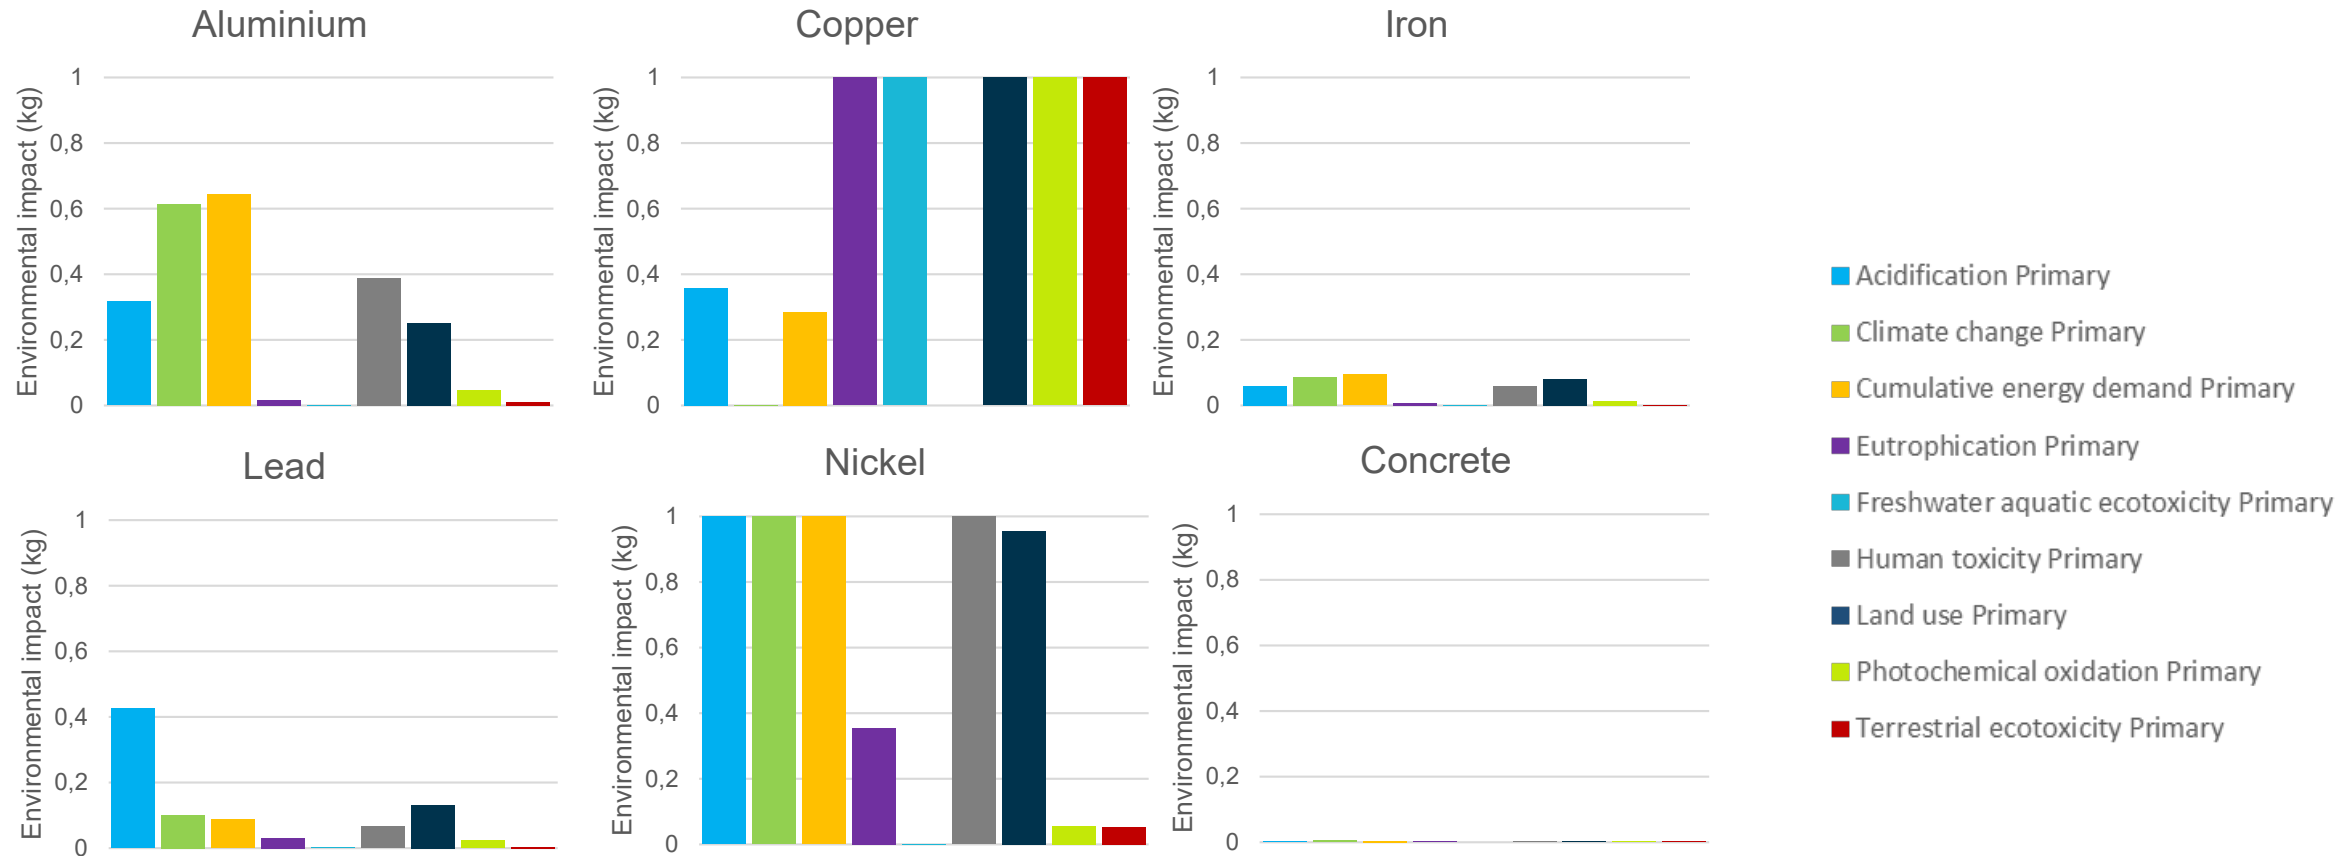 Aluminium
Environmental impact (kg)
1
0,8
0,6
0,4
0,2
0
Copper
Environmental impact (kg)
1
0,8
0,6
0,4
0,2
0
Iron
Environmental impact (kg)
1
0,8
0,6
0,4
0,2
0
Lead
Environmental impact (kg)
1
0,8
0,6
0,4
0,2
0
Nickel
Environmental impact (kg)
1
0,8
0,6
0,4
0,2
0
Concrete
Environmental impact (kg)
1
0,8
0,6
0,4
0,2
0
Acidification Primary
Climate change Primary
Cumulative energy demand Primary
Eutrophication Primary
Freshwater aquatic ecotoxicity Primary
Human toxicity Primary
Land use Primary
Photochemical oxidation Primary
Terrestrial ecotoxicity Primary